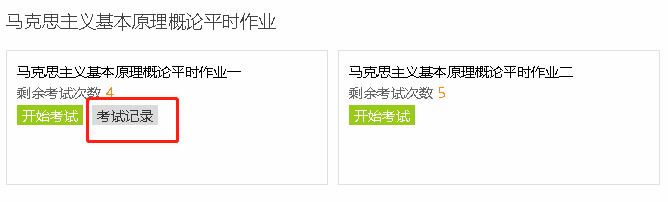 马克思主义基本原理概论平时作业
马克思主义基本原理概论平时作业一
剩余考试次数 4
开始考试 考试记录
马克思主义基本原理概论平时作业二
剩余考试次数 5
开始考试